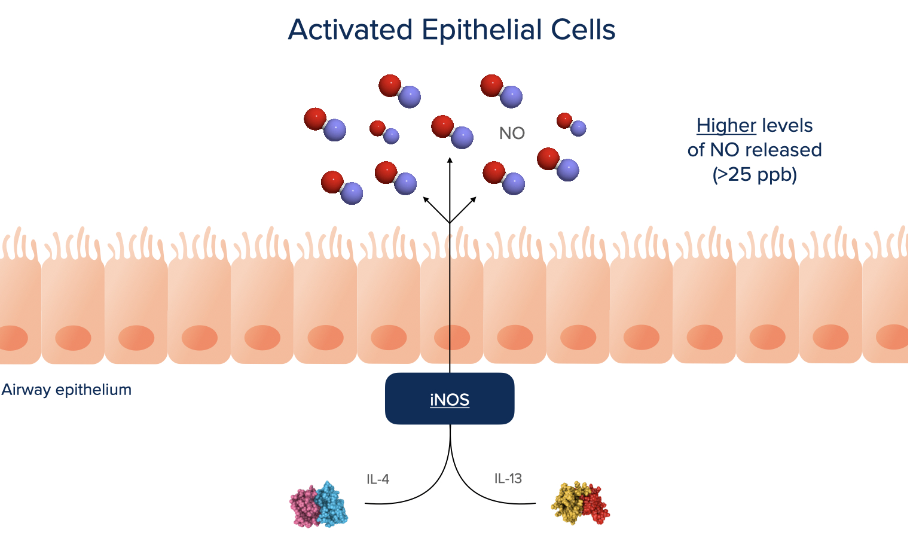 Activated Epithelial Cells
NO
Higher levels
of NO released
(>25 ppb)
Airway epithelium
iNOS
IL-4
IL-13